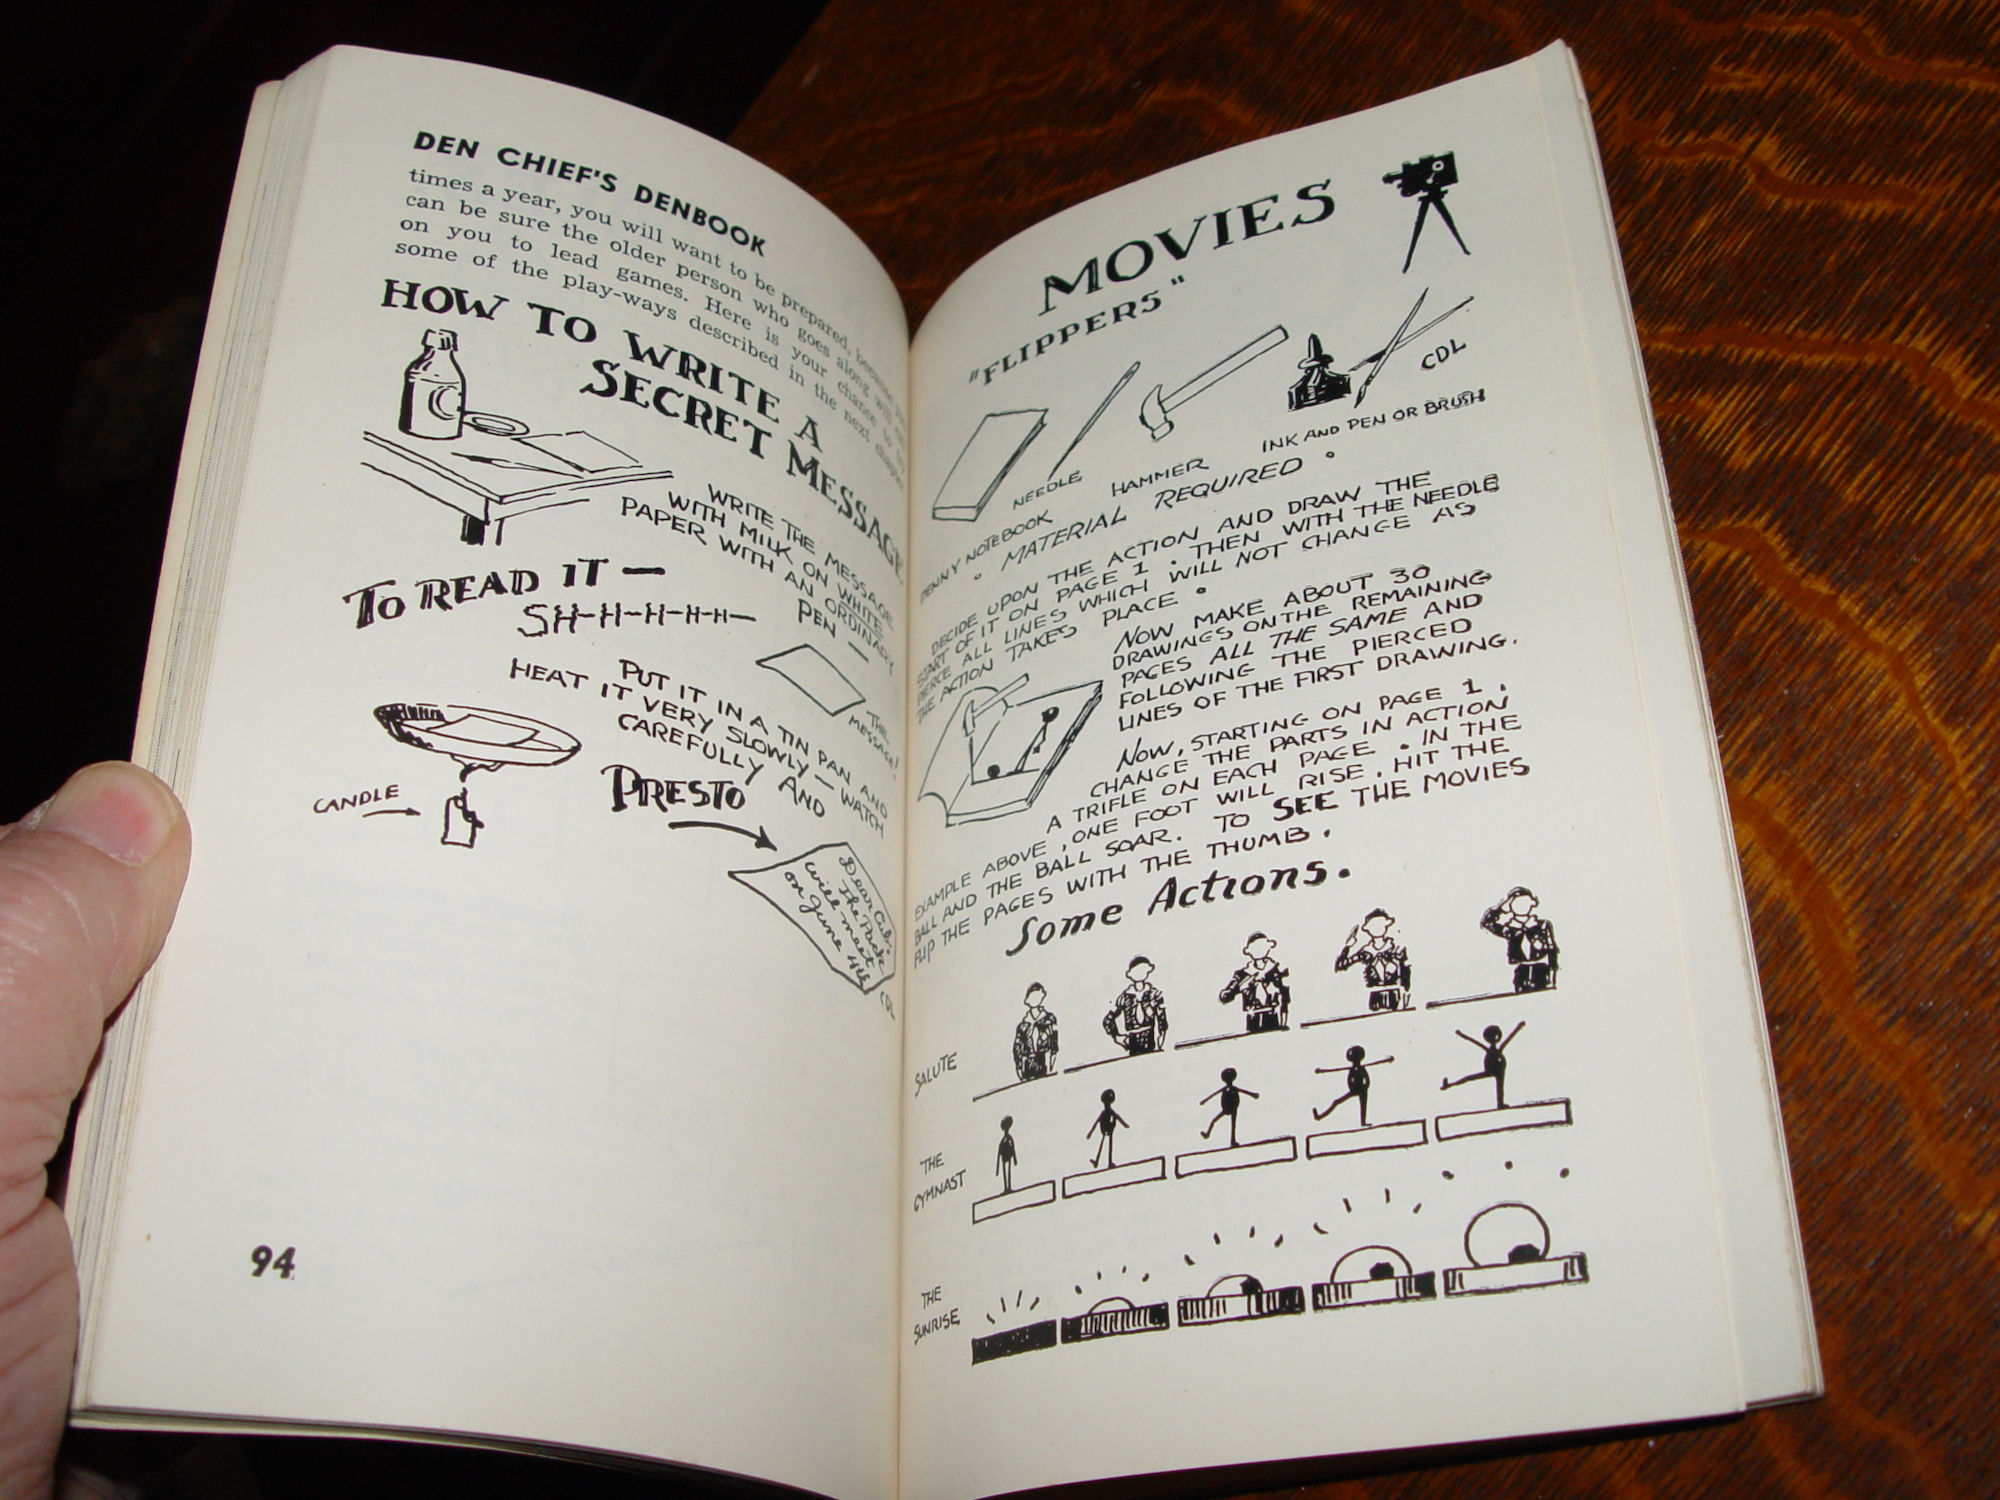 DEN CHIEF'S DENBOOK
times a year, you will want to be prepared, because
can be sure the older person who goes along will
on you to lead games. Here is your chance to
some of the play-ways described in the next chapter.
HOW TO WRITE A
SECRET MESSAGE
WRITE THE MESSAGE
WITH MILK ON WHITE
PAPER WITH AN ORDINARY
PEN —
TO READ IT —
SH-H-H-H-H—
THE
MESSAGE!
PUT IT IN A TIN PAN AND
HEAT IT VERY SLOWLY — WATCH
CAREFULLY AND
CANDLE
PRESTO
Dear Cubs
The Pack
will meet
on June 4th
CDL
94
MOVIES
"FLIPPERS"
CDL
PENNY NOTEBOOK
NEEDLE
HAMMER
INK AND PEN OR BRUSH
• MATERIAL REQUIRED •
DECIDE UPON THE ACTION AND DRAW THE
START OF IT ON PAGE 1. THEN WITH THE NEEDLE
PIERCE ALL LINES WHICH WILL NOT CHANGE AS
THE ACTION TAKES PLACE.
NOW MAKE ABOUT 30
DRAWINGS ON THE REMAINING
PAGES ALL THE SAME AND
FOLLOWING THE PIERCED
LINES OF THE FIRST DRAWING.
NOW, STARTING ON PAGE 1.
CHANGE THE PARTS IN ACTION
A TRIFLE ON EACH PAGE. IN THE
EXAMPLE ABOVE, ONE FOOT WILL RISE, HIT THE
BALL AND THE BALL SOAR. TO SEE THE MOVIES
FLIP THE PAGES WITH THE THUMB.
Some Actions.
SALUTE
THE
GYMNAST
THE
SUNRISE